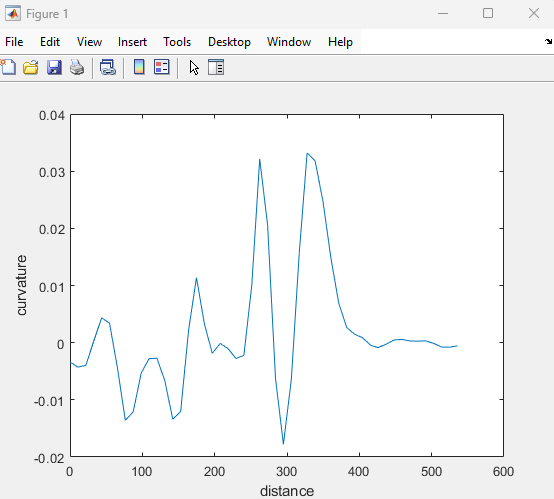 Figure 1
File Edit View Insert Tools Desktop Window Help
0.04
0.03
0.02
0.01
0
-0.01
-0.02
curvature
0 100 200 300 400 500 600
distance